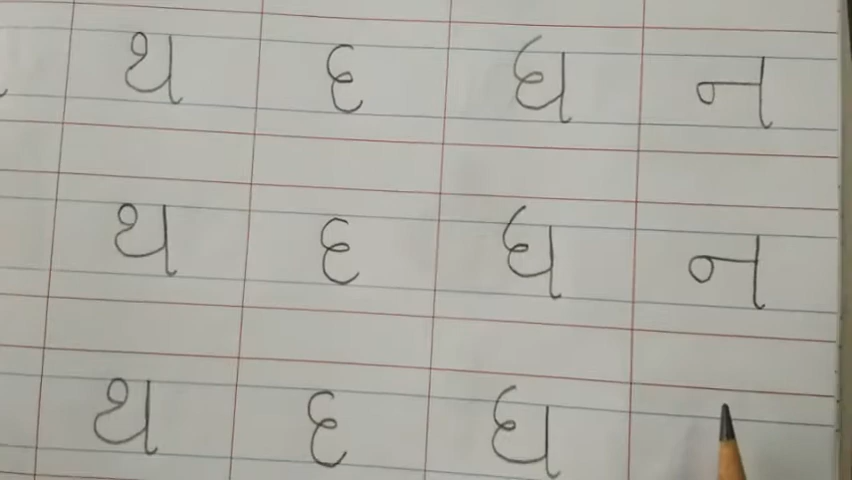 થ દ ધ ન
થ દ ધ ન
થ દ ધ